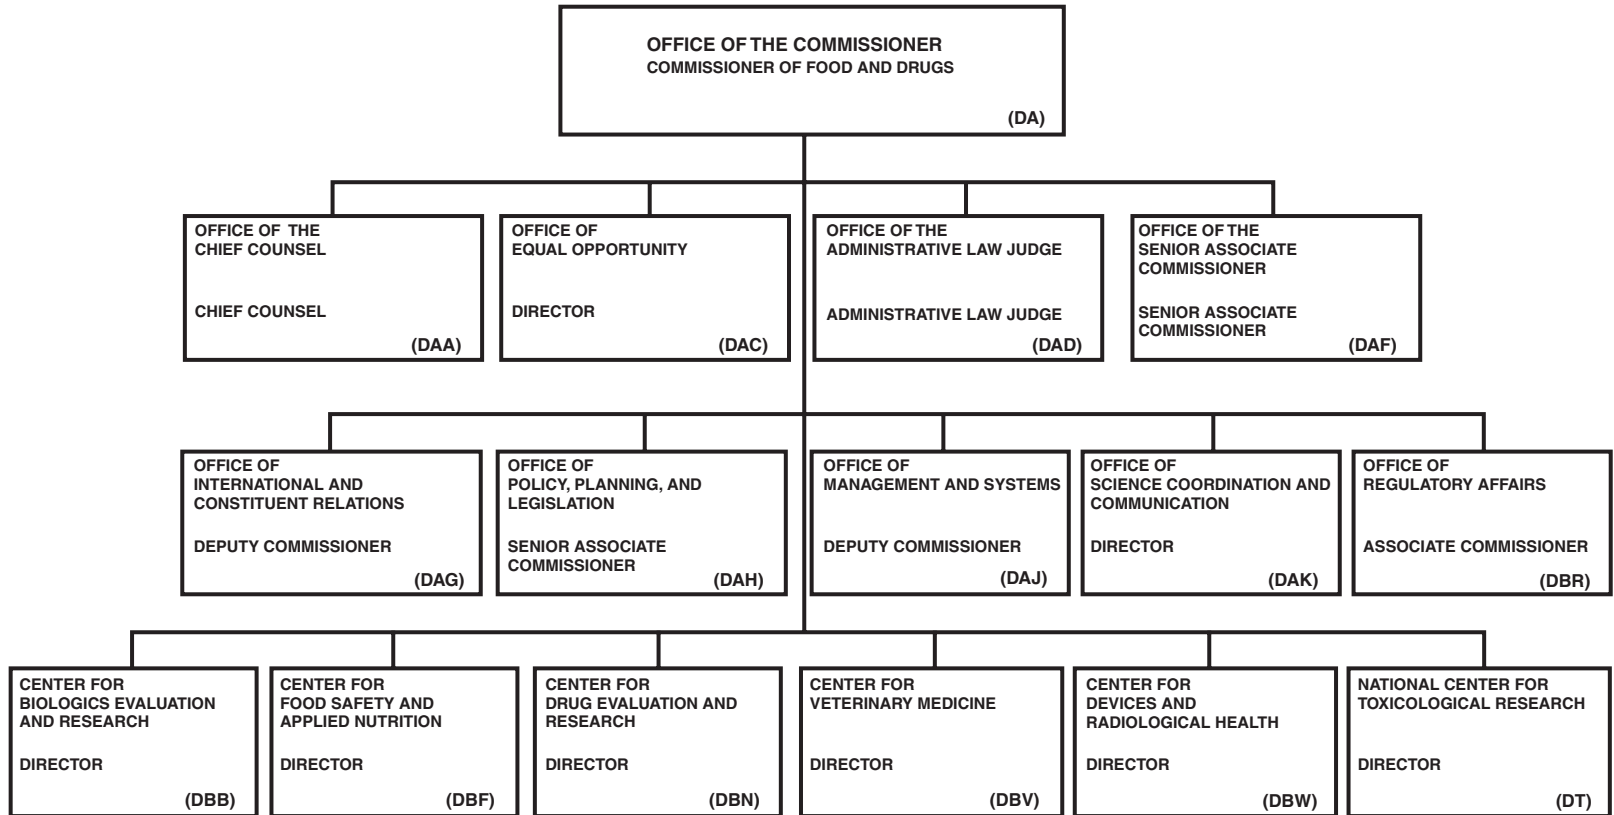 OFFICE OF THE COMMISSIONER
COMMISSIONER OF FOOD AND DRUGS
(DA)
OFFICE OF THE
CHIEF COUNSEL
CHIEF COUNSEL
(DAA)
OFFICE OF
EQUAL OPPORTUNITY
DIRECTOR
(DAC)
OFFICE OF THE
ADMINISTRATIVE LAW JUDGE
ADMINISTRATIVE LAW JUDGE
(DAD)
OFFICE OF THE
SENIOR ASSOCIATE
COMMISSIONER
SENIOR ASSOCIATE
COMMISSIONER
(DAF)
OFFICE OF
INTERNATIONAL AND
CONSTITUENT RELATIONS
DEPUTY COMMISSIONER
(DAG)
OFFICE OF
POLICY, PLANNING, AND
LEGISLATION
SENIOR ASSOCIATE
COMMISSIONER
(DAH)
OFFICE OF
MANAGEMENT AND SYSTEMS
DEPUTY COMMISSIONER
(DAJ)
OFFICE OF
SCIENCE COORDINATION AND
COMMUNICATION
DIRECTOR
(DAK)
OFFICE OF
REGULATORY AFFAIRS
ASSOCIATE COMMISSIONER
(DBR)
CENTER FOR
BIOLOGICS EVALUATION
AND RESEARCH
DIRECTOR
(DBB)
CENTER FOR
FOOD SAFETY AND
APPLIED NUTRITION
DIRECTOR
(DBF)
CENTER FOR
DRUG EVALUATION AND
RESEARCH
DIRECTOR
(DBN)
CENTER FOR
VETERINARY MEDICINE
DIRECTOR
(DBV)
CENTER FOR
DEVICES AND
RADIOLOGICAL HEALTH
DIRECTOR
(DBW)
NATIONAL CENTER FOR
TOXICOLOGICAL RESEARCH
DIRECTOR
(DT)